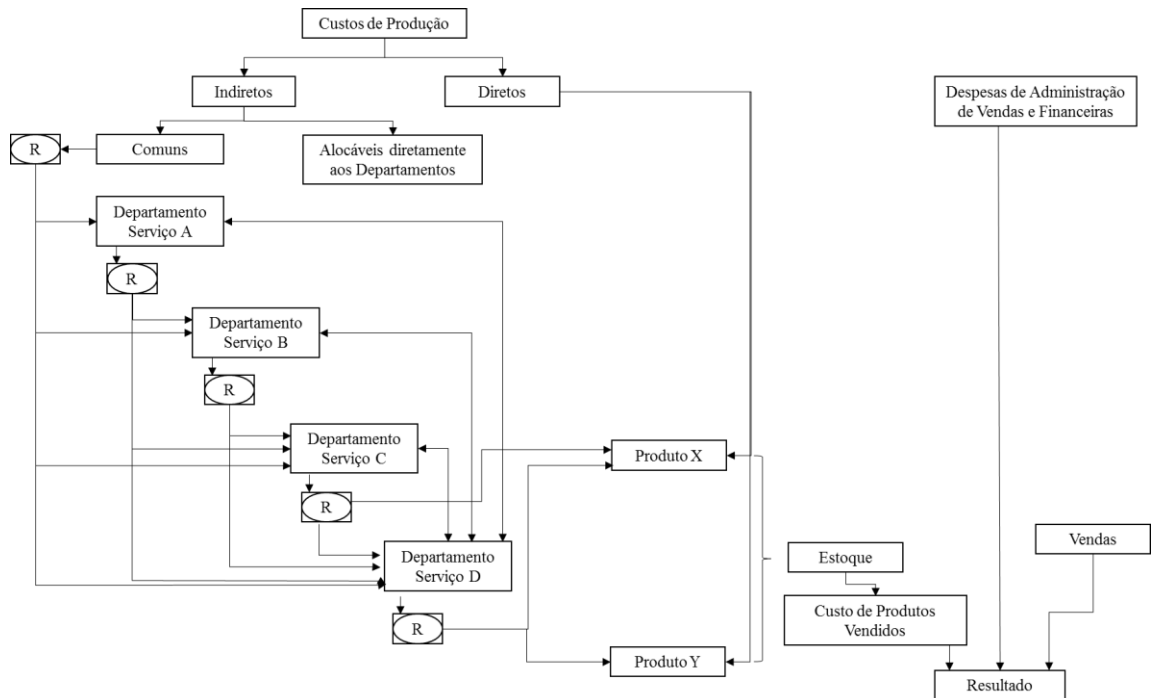 Custos de Produção
Indiretos
Diretos
Despesas de Administração
de Vendas e Financeiras
R
Comuns
Alocáveis diretamente
aos Departamentos
Departamento
Serviço A
R
Departamento
Serviço B
R
Departamento
Serviço C
Produto X
R
Departamento
Serviço D
Estoque
Vendas
Custo de Produtos
Vendidos
R
Produto Y
Resultado